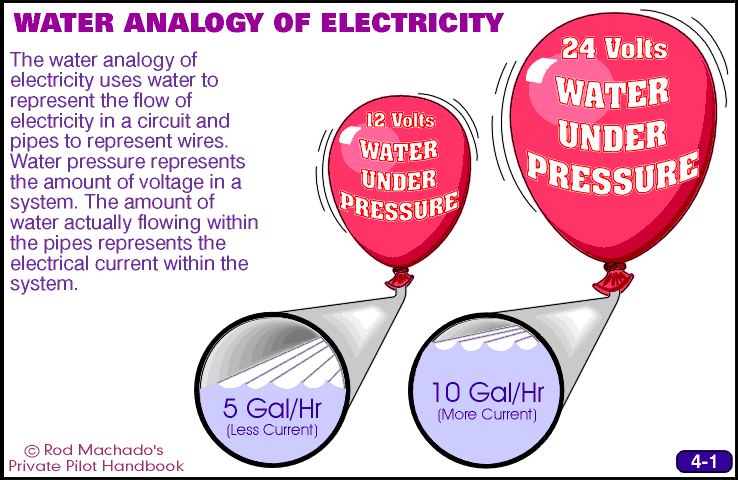 WATER ANALOGY OF ELECTRICITY
The water analogy of
electricity uses water to
represent the flow of
electricity in a circuit and
pipes to represent wires.
Water pressure represents
the amount of voltage in a
system. The amount of
water actually flowing within
the pipes represents the
electrical current within the
system.
12 Volts
WATER
UNDER
PRESSURE
24 Volts
WATER
UNDER
PRESSURE
5 Gal/Hr
(Less Current)
10 Gal/Hr
(More Current)
© Rod Machado's
Private Pilot Handbook
4-1